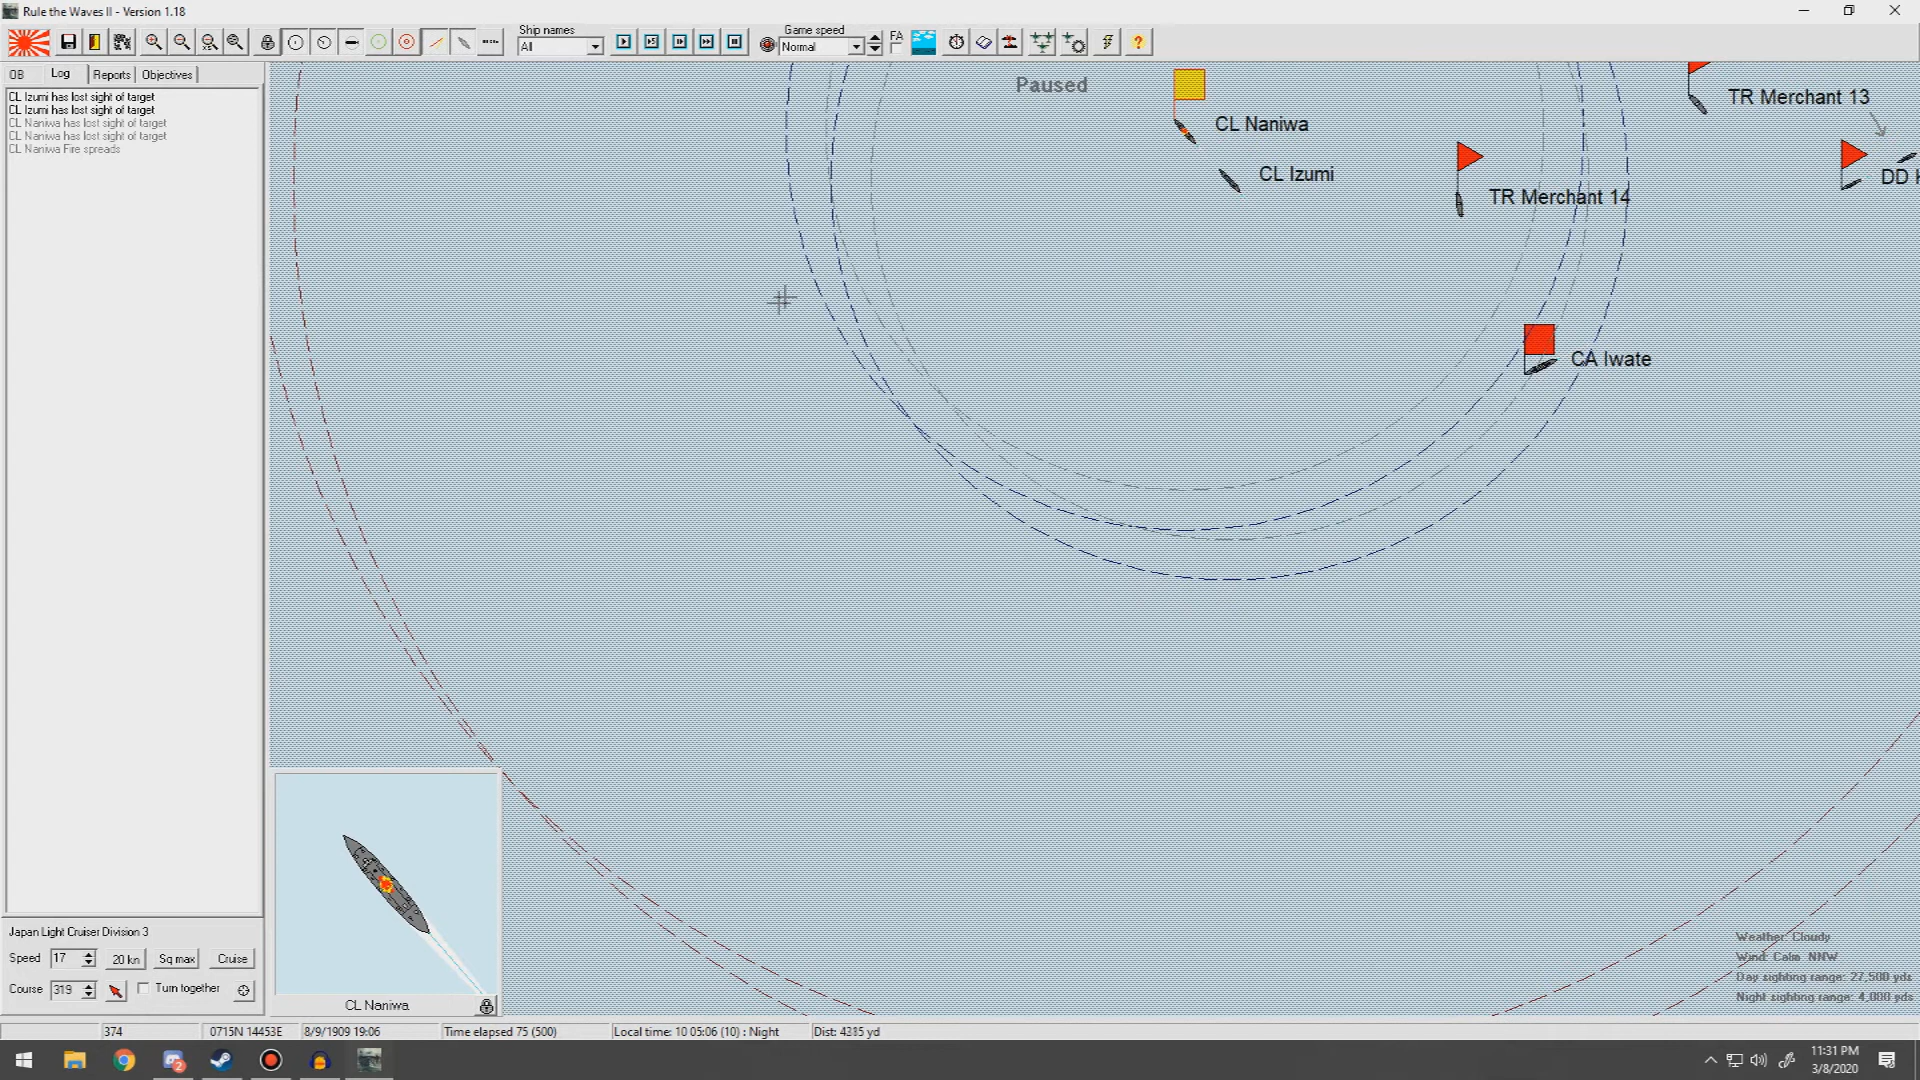 Rule the Waves II - Version 1.18
Ship names
All
Game speed
Normal
FA
OB
Log
Reports
Objectives
CL Izumi has lost sight of target
CL Izumi has lost sight of target
CL Naniwa has lost sight of target
CL Naniwa has lost sight of target
CL Naniwa Fire spreads
Paused
CL Naniwa
CL Izumi
TR Merchant 13
TR Merchant 14
DD
CA Iwate
Japan Light Cruiser Division 3
Speed 17 20 kn Sq max Cruise
Course 319 Turn together
CL Naniwa
Weather: Cloudy
Wind: Calm NNW
Day sighting range: 27,500 yds
Night sighting range: 4,000 yds
374 0715N 14453E 8/9/1909 19:06 Time elapsed 75 (500) Local time: 10 05:06 (10) : Night Dist: 4385 yd
11:31 PM
3/8/2020